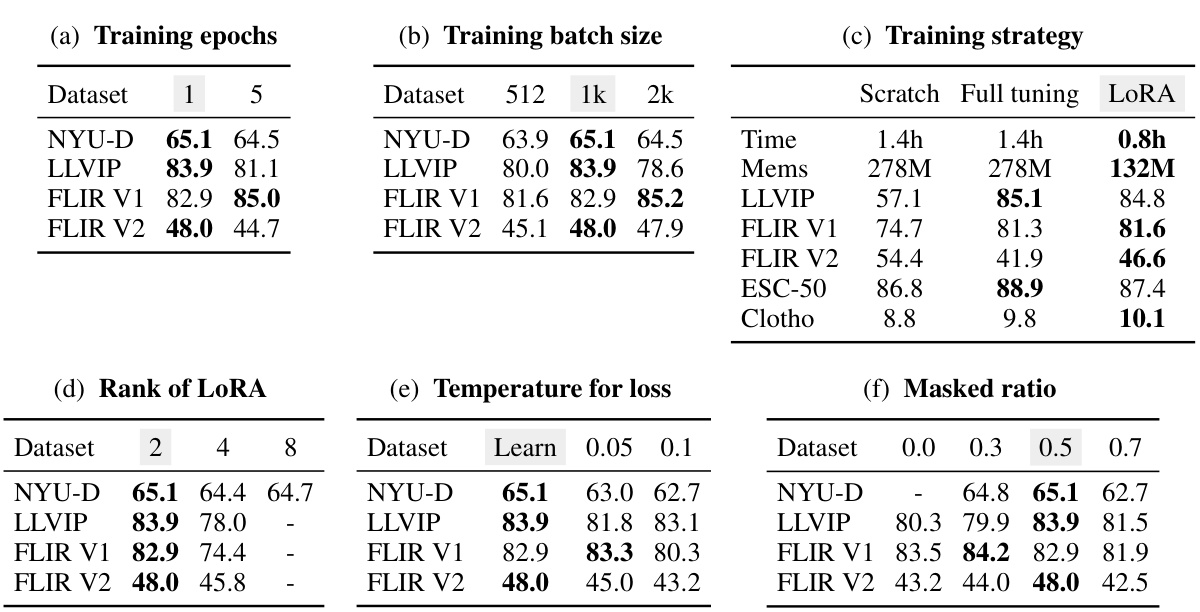 (a) Training epochs
Dataset 1 5
NYU-D 65.1 64.5
LLVIP 83.9 81.1
FLIR V1 82.9 85.0
FLIR V2 48.0 44.7
(b) Training batch size
Dataset 512 1k 2k
NYU-D 63.9 65.1 64.5
LLVIP 80.0 83.9 78.6
FLIR V1 81.6 82.9 85.2
FLIR V2 45.1 48.0 47.9
(c) Training strategy
Scratch Full tuning LoRA
Time 1.4h 1.4h 0.8h
Mems 278M 278M 132M
LLVIP 57.1 85.1 84.8
FLIR V1 74.7 81.3 81.6
FLIR V2 54.4 41.9 46.6
ESC-50 86.8 88.9 87.4
Clotho 8.8 9.8 10.1
(d) Rank of LoRA
Dataset 2 4 8
NYU-D 65.1 64.4 64.7
LLVIP 83.9 78.0 -
FLIR V1 82.9 74.4 -
FLIR V2 48.0 45.8 -
(e) Temperature for loss
Dataset Learn 0.05 0.1
NYU-D 65.1 63.0 62.7
LLVIP 83.9 81.8 83.1
FLIR V1 82.9 83.3 80.3
FLIR V2 48.0 45.0 43.2
(f) Masked ratio
Dataset 0.0 0.3 0.5 0.7
NYU-D - 64.8 65.1 62.7
LLVIP 80.3 79.9 83.9 81.5
FLIR V1 83.5 84.2 82.9 81.9
FLIR V2 43.2 44.0 48.0 42.5